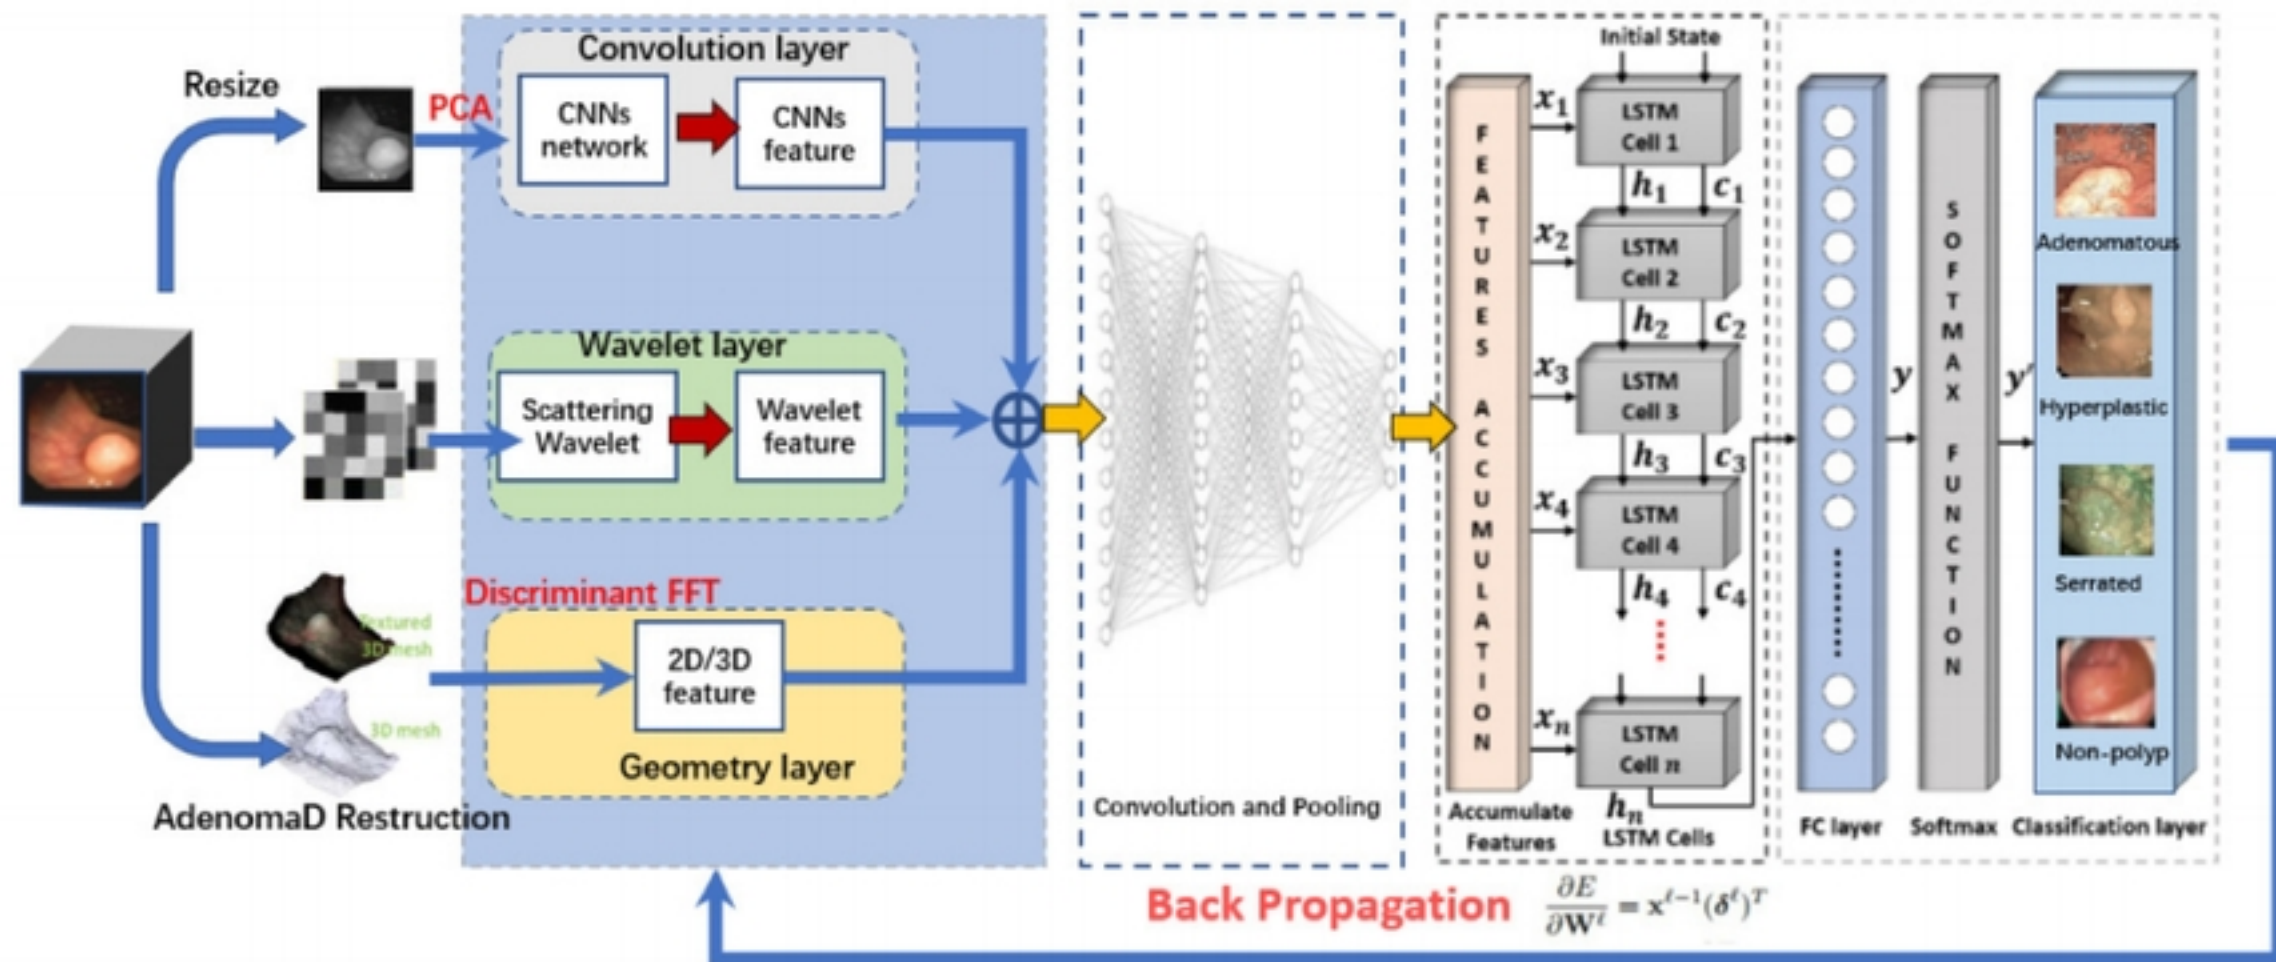 Resize
PCA
Convolution layer
CNNs
network
CNNs
feature
Wavelet layer
Scattering
Wavelet
Wavelet
feature
Discriminant FFT
Textured
3D mesh
3D mesh
2D/3D
feature
Geometry layer
AdenomaD Restruction
Convolution and Pooling
FEATURES ACCUMULATION
Accumulate
Features
Initial State
x₁
LSTM
Cell 1
h₁ c₁
x₂
LSTM
Cell 2
h₂ c₂
x₃
LSTM
Cell 3
h₃ c₃
x₄
LSTM
Cell 4
h₄ c₄
xₙ
LSTM
Cell n
hₙ
LSTM Cells
FC layer
y
SOFTMAX FUNCTION
Softmax
y′
Adenomatous
Hyperplastic
Serrated
Non-polyp
Classification layer
Back Propagation
∂E/∂W^ℓ = x^{ℓ−1}(δ^ℓ)^T